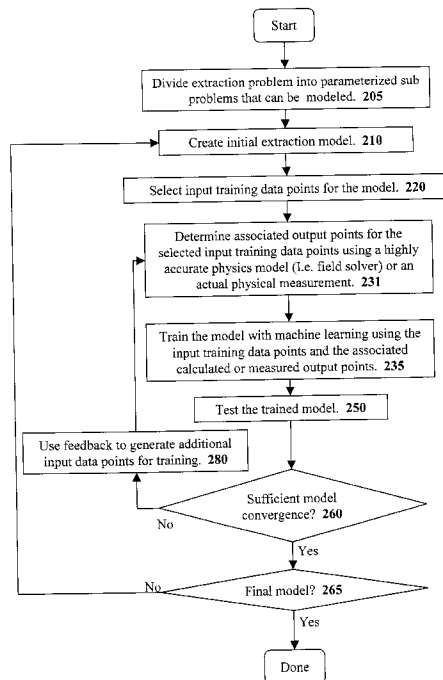 Start
Divide extraction problem into parameterized sub
problems that can be modeled. 205
Create initial extraction model. 210
Select input training data points for the model. 220
Determine associated output points for the
selected input training data points using a highly
accurate physics model (I.e. field solver) or an
actual physical measurement. 231
Train the model with machine learning using the
input training data points and the associated
calculated or measured output points. 235
Test the trained model. 250
Use feedback to generate additional
input data points for training. 280
Sufficient model
convergence? 260
No
Yes
Final model? 265
No
Yes
Done